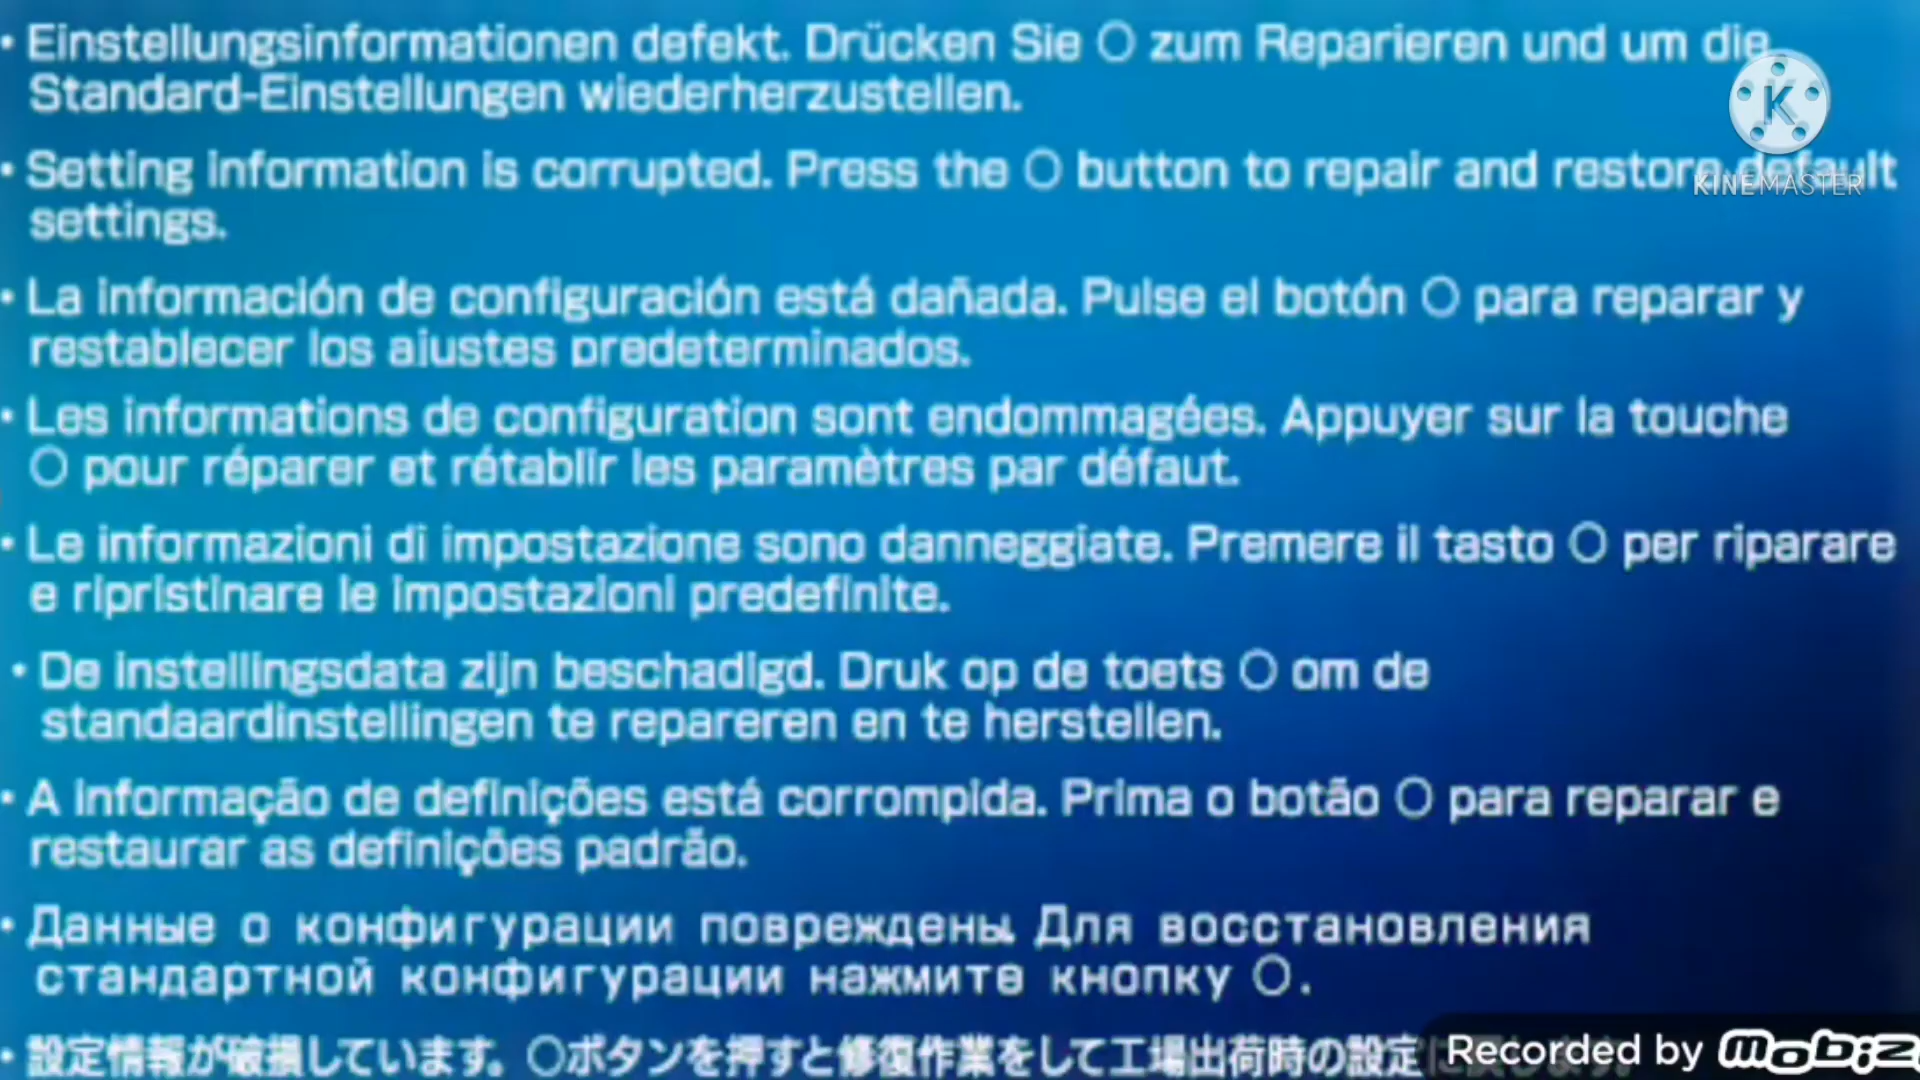 • Einstellungsinformationen defekt. Drücken Sie ○ zum Reparieren und um die
Standard-Einstellungen wiederherzustellen.
K
KINEMASTER
• Setting information is corrupted. Press the ○ button to repair and restore default
settings.
• La información de configuración está dañada. Pulse el botón ○ para reparar y
restablecer los ajustes predeterminados.
• Les informations de configuration sont endommagées. Appuyer sur la touche
○ pour réparer et rétablir les paramètres par défaut.
• Le informazioni di impostazione sono danneggiate. Premere il tasto ○ per riparare
e ripristinare le impostazioni predefinite.
• De instellingsdata zijn beschadigd. Druk op de toets ○ om de
standaardinstellingen te repareren en te herstellen.
• A informação de definições está corrompida. Prima o botão ○ para reparar e
restaurar as definições padrão.
• Данные о конфигурации повреждены. Для восстановления
стандартной конфигурации нажмите кнопку ○.
• 設定情報が破損しています。○ボタンを押すと修復作業をして工場出荷時の設定に戻します。
Recorded by mobiz